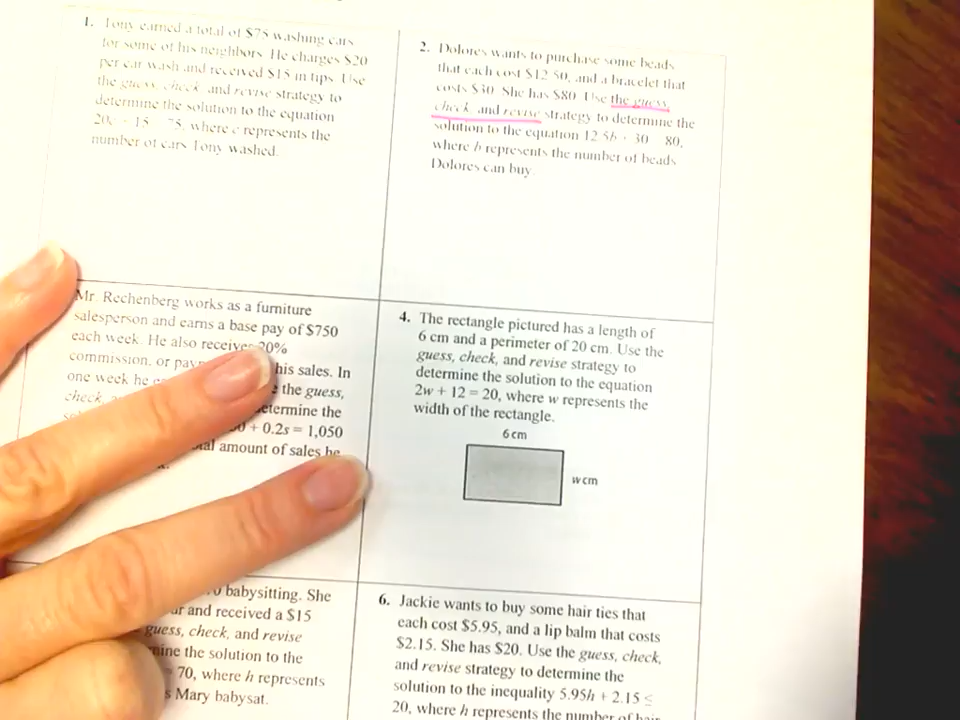 1. Tony earned a total of $75 washing cars
for some of his neighbors. He charges $20
per car wash and received $15 in tips. Use
the guess, check, and revise strategy to
determine the solution to the equation
20c + 15 = 75, where c represents the
number of cars Tony washed.
2. Dolores wants to purchase some beads
that each cost $12.50, and a bracelet that
costs $30. She has $80. Use the guess,
check, and revise strategy to determine the
solution to the equation 12.5b + 30 = 80,
where b represents the number of beads
Dolores can buy.
Mr. Rechenberg works as a furniture
salesperson and earns a base pay of $750
each week. He also receives 20%
commission, or his sales. In
one week he the guess,
check, determine the
+ 0.2s = 1,050
amount of sales he
4. The rectangle pictured has a length of
6 cm and a perimeter of 20 cm. Use the
guess, check, and revise strategy to
determine the solution to the equation
2w + 12 = 20, where w represents the
width of the rectangle.
6 cm
w cm
babysitting. She
and received a $15
guess, check, and revise
the solution to the
70, where h represents
Mary babysat.
6. Jackie wants to buy some hair ties that
each cost $5.95, and a lip balm that costs
$2.15. She has $20. Use the guess, check,
and revise strategy to determine the
solution to the inequality 5.95h + 2.15 ≤
20, where h represents the number of hair